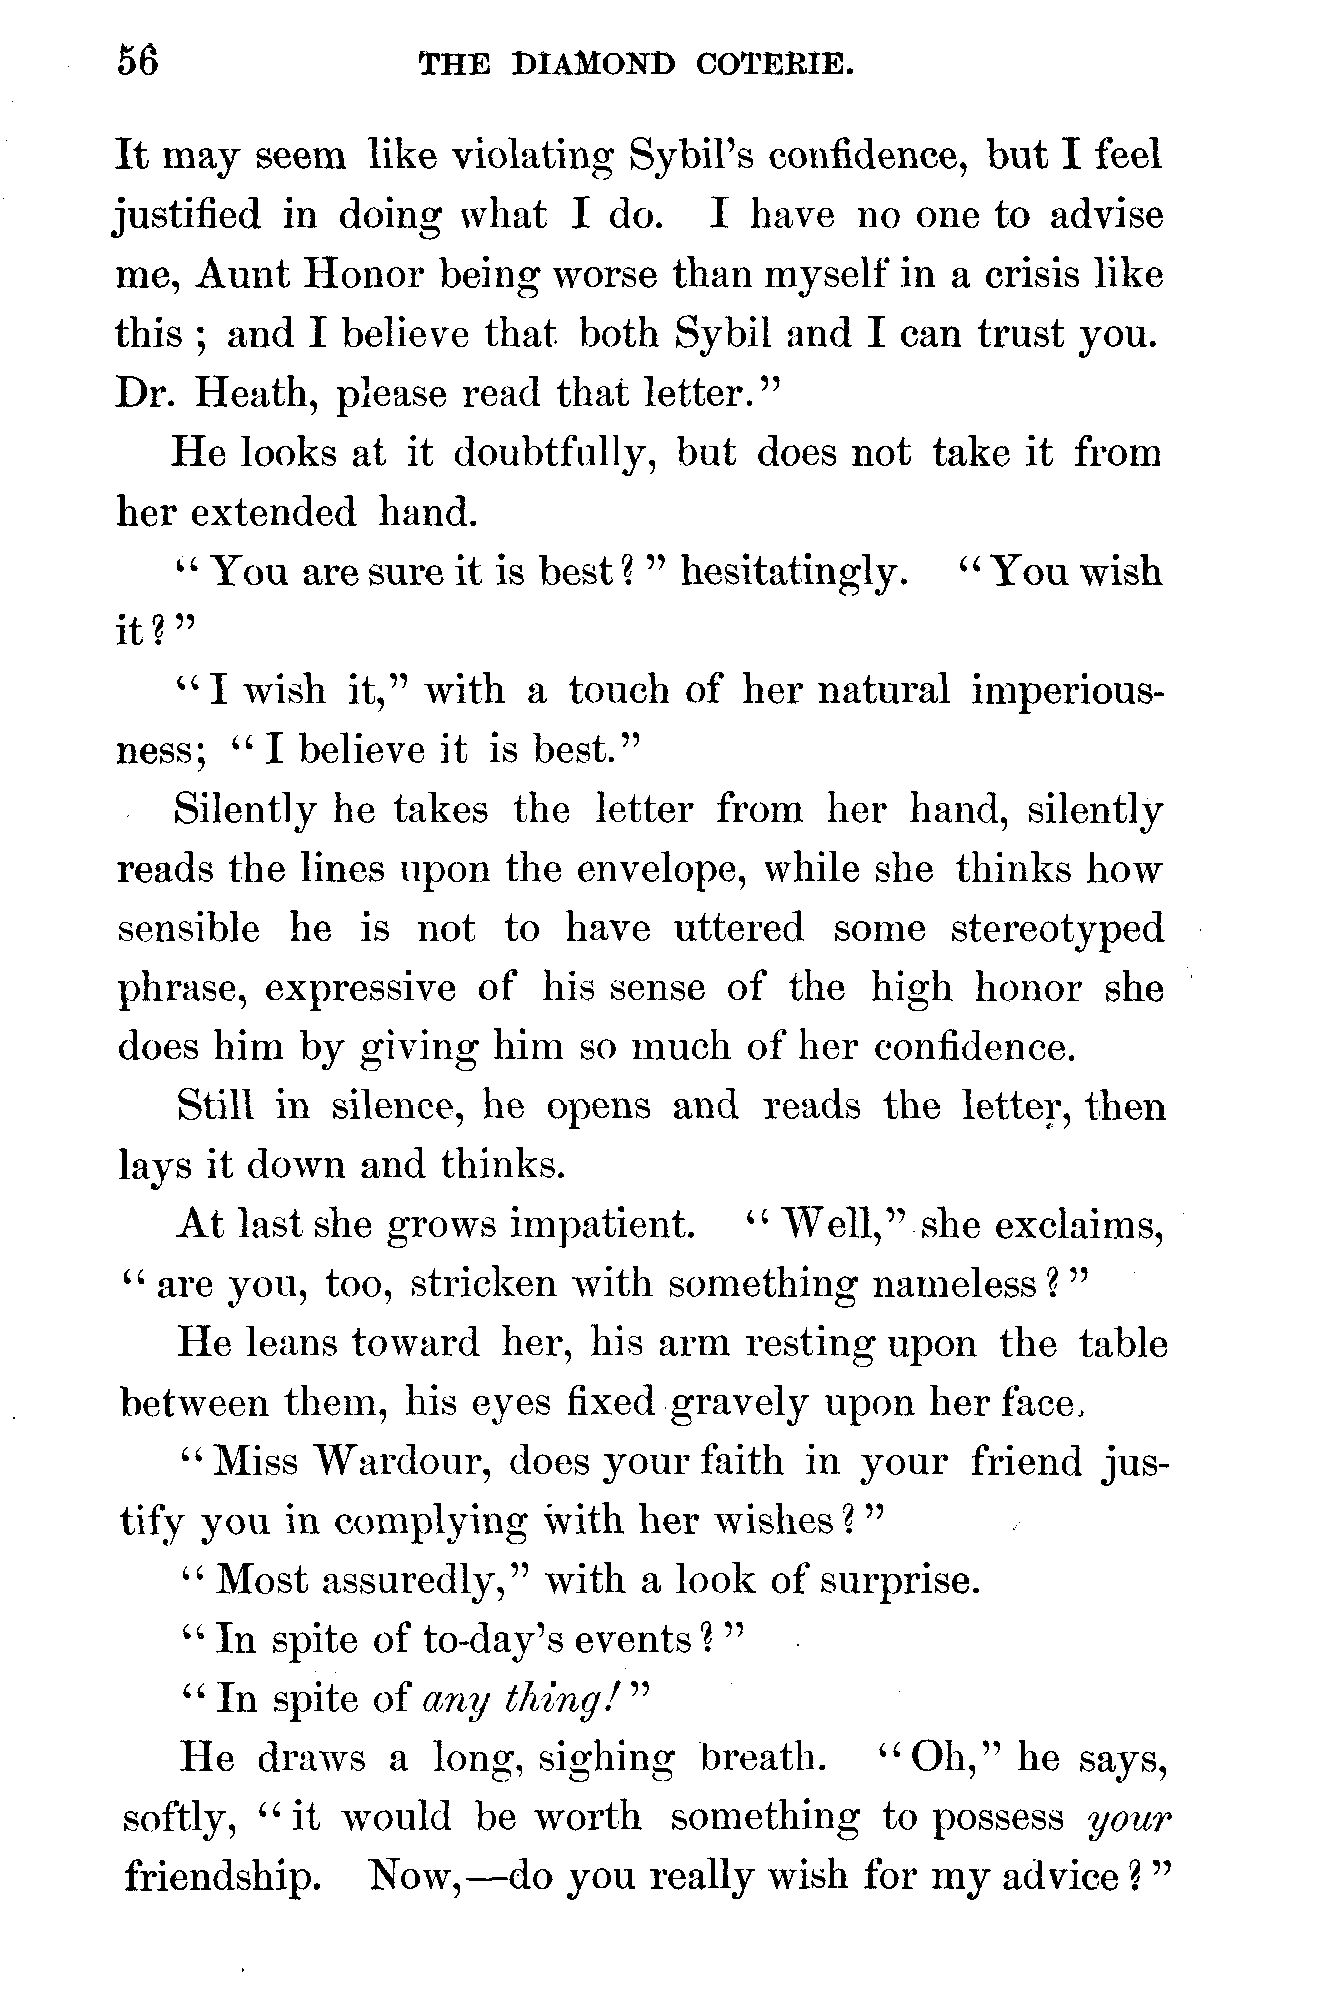 56 THE DIAMOND COTERIE.
It may seem like violating Sybil's confidence, but I feel
justified in doing what I do. I have no one to advise
me, Aunt Honor being worse than myself in a crisis like
this ; and I believe that both Sybil and I can trust you.
Dr. Heath, please read that letter."
He looks at it doubtfully, but does not take it from
her extended hand.
" You are sure it is best? " hesitatingly. " You wish
it? "
" I wish it," with a touch of her natural imperious-
ness; " I believe it is best."
Silently he takes the letter from her hand, silently
reads the lines upon the envelope, while she thinks how
sensible he is not to have uttered some stereotyped
phrase, expressive of his sense of the high honor she
does him by giving him so much of her confidence.
Still in silence, he opens and reads the letter, then
lays it down and thinks.
At last she grows impatient. " Well," she exclaims,
" are you, too, stricken with something nameless? "
He leans toward her, his arm resting upon the table
between them, his eyes fixed gravely upon her face.
" Miss Wardour, does your faith in your friend jus-
tify you in complying with her wishes? "
" Most assuredly," with a look of surprise.
" In spite of to-day's events? "
" In spite of any thing! "
He draws a long, sighing breath. " Oh," he says,
softly, " it would be worth something to possess your
friendship. Now,—do you really wish for my advice? "